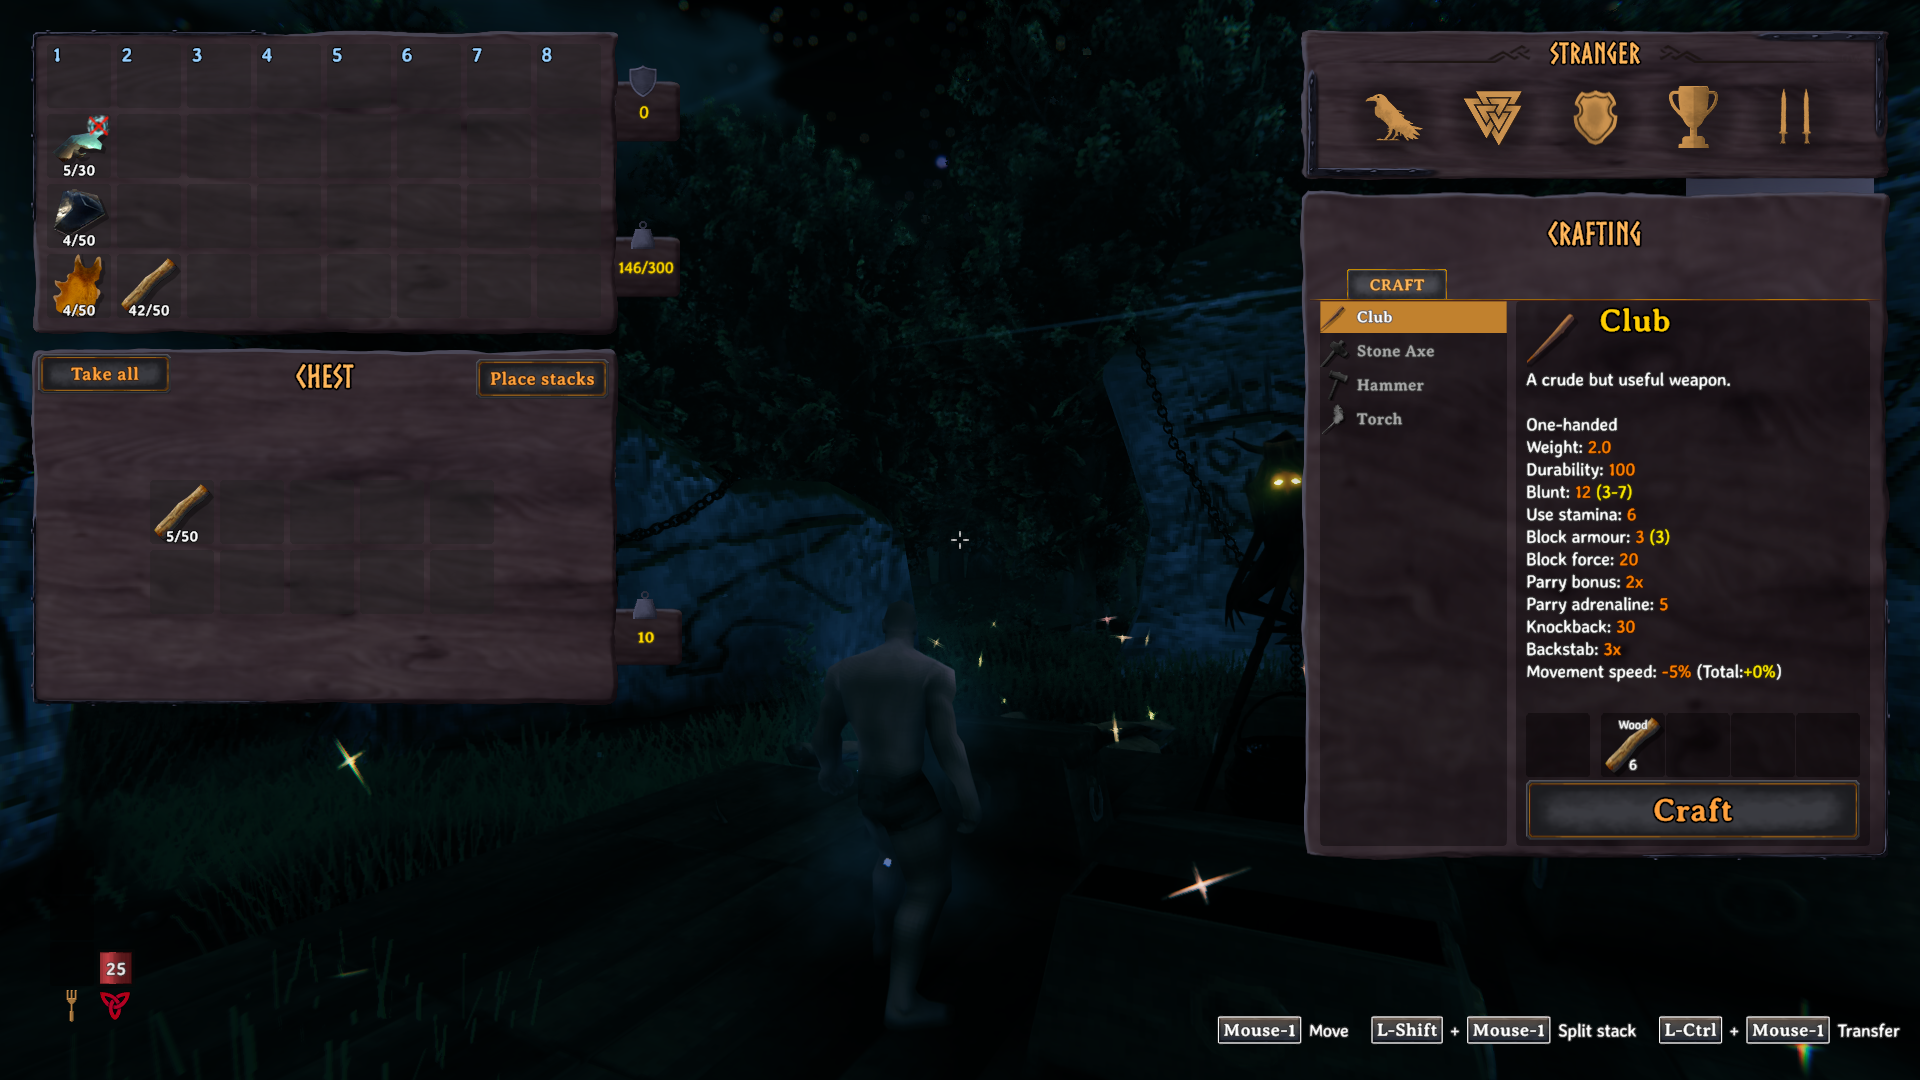 1 2 3 4 5 6 7 8
5/30
4/50
4/50 42/50
0
146/300
Take all
CHEST
Place stacks
5/50
10
STRANGER
CRAFTING
CRAFT
Club
Stone Axe
Hammer
Torch
Club
A crude but useful weapon.
One-handed
Weight: 2.0
Durability: 100
Blunt: 12 (3-7)
Use stamina: 6
Block armour: 3 (3)
Block force: 20
Parry bonus: 2x
Parry adrenaline: 5
Knockback: 30
Backstab: 3x
Movement speed: -5% (Total:+0%)
Wood
6
Craft
25
Mouse-1 Move L-Shift + Mouse-1 Split stack L-Ctrl + Mouse-1 Transfer